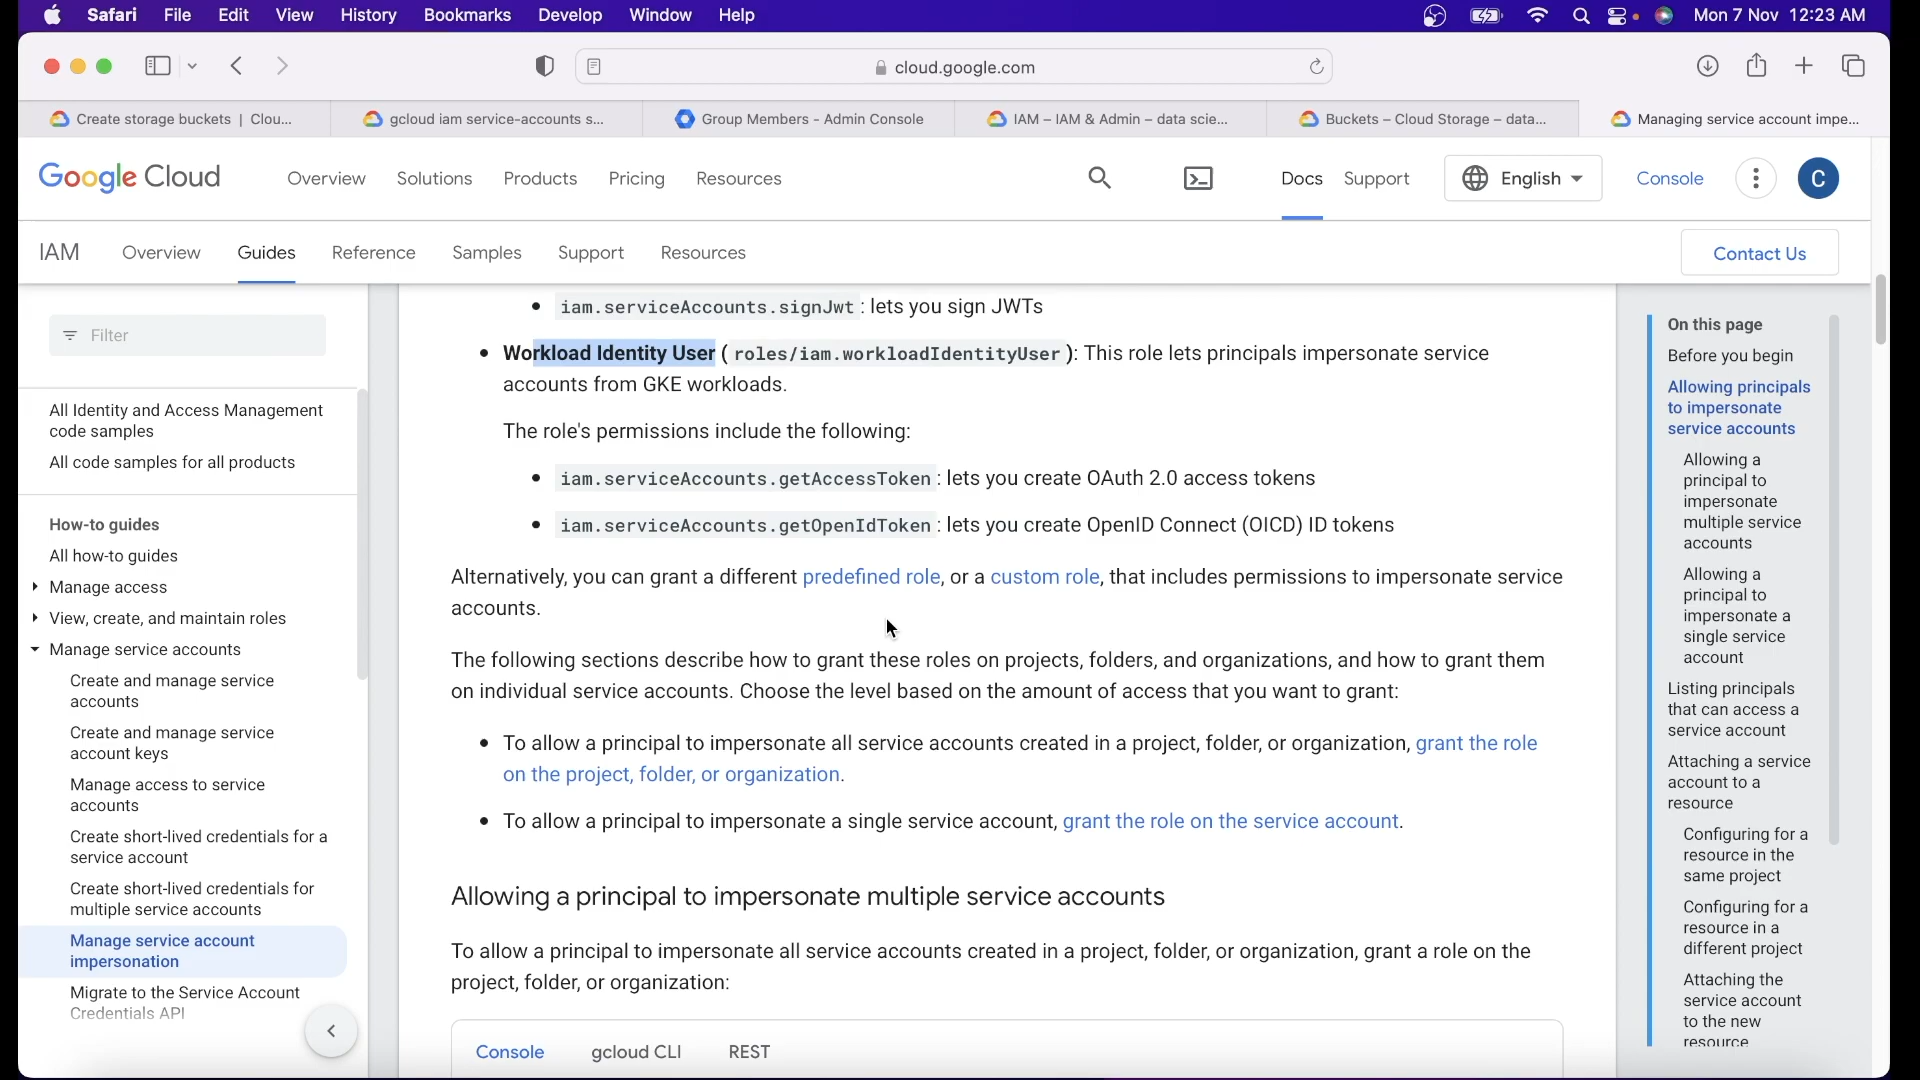 Safari File Edit View History Bookmarks Develop Window Help Mon 7 Nov 12:23 AM
cloud.google.com
Create storage buckets | Clou... gcloud iam service-accounts s... Group Members - Admin Console IAM – IAM & Admin – data scie... Buckets – Cloud Storage – data... Managing service account impe...
Google Cloud Overview Solutions Products Pricing Resources Docs Support English Console C
IAM Overview Guides Reference Samples Support Resources Contact Us
Filter
All Identity and Access Management
code samples
All code samples for all products
How-to guides
All how-to guides
Manage access
View, create, and maintain roles
Manage service accounts
Create and manage service
accounts
Create and manage service
account keys
Manage access to service
accounts
Create short-lived credentials for a
service account
Create short-lived credentials for
multiple service accounts
Manage service account
impersonation
Migrate to the Service Account
Credentials API
• iam.serviceAccounts.signJwt: lets you sign JWTs
• Workload Identity User (roles/iam.workloadIdentityUser): This role lets principals impersonate service
accounts from GKE workloads.
The role's permissions include the following:
• iam.serviceAccounts.getAccessToken: lets you create OAuth 2.0 access tokens
• iam.serviceAccounts.getOpenIdToken: lets you create OpenID Connect (OICD) ID tokens
Alternatively, you can grant a different predefined role, or a custom role, that includes permissions to impersonate service
accounts.
The following sections describe how to grant these roles on projects, folders, and organizations, and how to grant them
on individual service accounts. Choose the level based on the amount of access that you want to grant:
• To allow a principal to impersonate all service accounts created in a project, folder, or organization, grant the role
on the project, folder, or organization.
• To allow a principal to impersonate a single service account, grant the role on the service account.
Allowing a principal to impersonate multiple service accounts
To allow a principal to impersonate all service accounts created in a project, folder, or organization, grant a role on the
project, folder, or organization:
Console gcloud CLI REST
On this page
Before you begin
Allowing principals
to impersonate
service accounts
Allowing a
principal to
impersonate
multiple service
accounts
Allowing a
principal to
impersonate a
single service
account
Listing principals
that can access a
service account
Attaching a service
account to a
resource
Configuring for a
resource in the
same project
Configuring for a
resource in a
different project
Attaching the
service account
to the new
resource